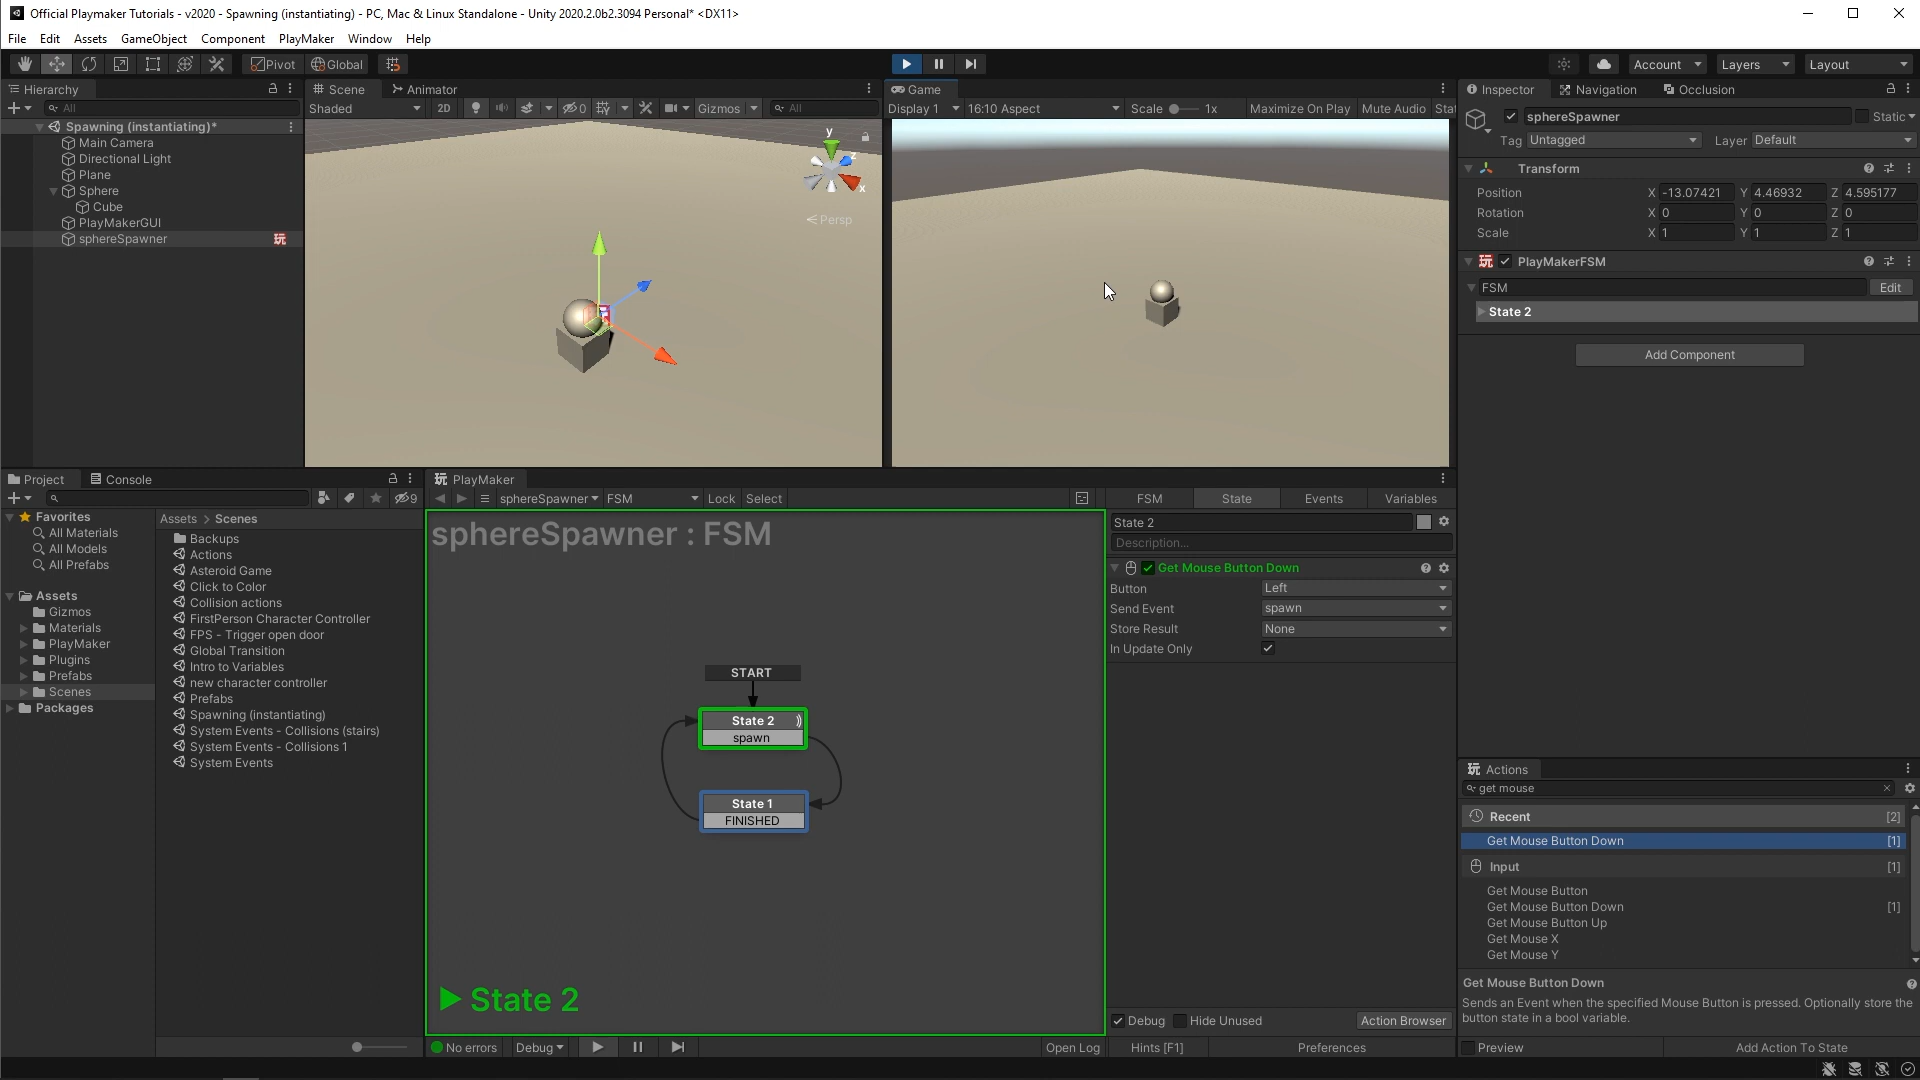 Official Playmaker Tutorials - v2020 - Spawning (instantiating) - PC, Mac & Linux Standalone - Unity 2020.2.0b2.3094 Personal* <DX11>
File Edit Assets GameObject Component PlayMaker Window Help
Pivot Global Account Layers Layout
Hierarchy
All
Spawning (instantiating)*
Main Camera
Directional Light
Plane
Sphere
Cube
PlayMakerGUI
sphereSpawner
Scene Animator
Shaded 2D 0 Gizmos All
y
x
z
Persp
Game
Display 1 16:10 Aspect Scale 1x Maximize On Play Mute Audio Stat
Inspector Navigation Occlusion
sphereSpawner Static
Tag Untagged Layer Default
Transform
Position X -13.07421 Y 4.46932 Z 4.595177
Rotation X 0 Y 0 Z 0
Scale X 1 Y 1 Z 1
PlayMakerFSM
FSM Edit
State 2
Add Component
Project Console
9
Favorites
All Materials
All Models
All Prefabs
Assets
Gizmos
Materials
PlayMaker
Plugins
Prefabs
Scenes
Packages
Assets > Scenes
Backups
Actions
Asteroid Game
Click to Color
Collision actions
FirstPerson Character Controller
FPS - Trigger open door
Global Transition
Intro to Variables
new character controller
Prefabs
Spawning (instantiating)
System Events - Collisions (stairs)
System Events - Collisions 1
System Events
PlayMaker
sphereSpawner FSM Lock Select
sphereSpawner : FSM
START
State 2
spawn
State 1
FINISHED
State 2
No errors Debug Open Log
FSM State Events Variables
State 2
Description...
Get Mouse Button Down
Button Left
Send Event spawn
Store Result None
In Update Only
Debug Hide Unused Action Browser
Hints [F1] Preferences
Actions
get mouse
Recent [2]
Get Mouse Button Down [1]
Input [1]
Get Mouse Button
Get Mouse Button Down [1]
Get Mouse Button Up
Get Mouse X
Get Mouse Y
Get Mouse Button Down
Sends an Event when the specified Mouse Button is pressed. Optionally store the
button state in a bool variable.
Preview Add Action To State